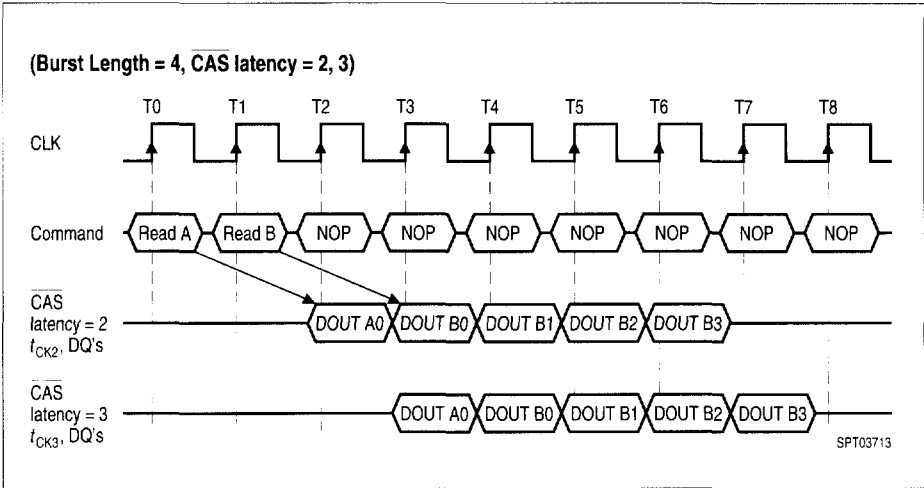 (Burst Length = 4, CAS latency = 2, 3)
T0 T1 T2 T3 T4 T5 T6 T7 T8
CLK
Command Read A Read B NOP NOP NOP NOP NOP NOP NOP
CAS
latency = 2
tCK2, DQ's
DOUT A0 DOUT B0 DOUT B1 DOUT B2 DOUT B3
CAS
latency = 3
tCK3, DQ's
DOUT A0 DOUT B0 DOUT B1 DOUT B2 DOUT B3
SPT03713